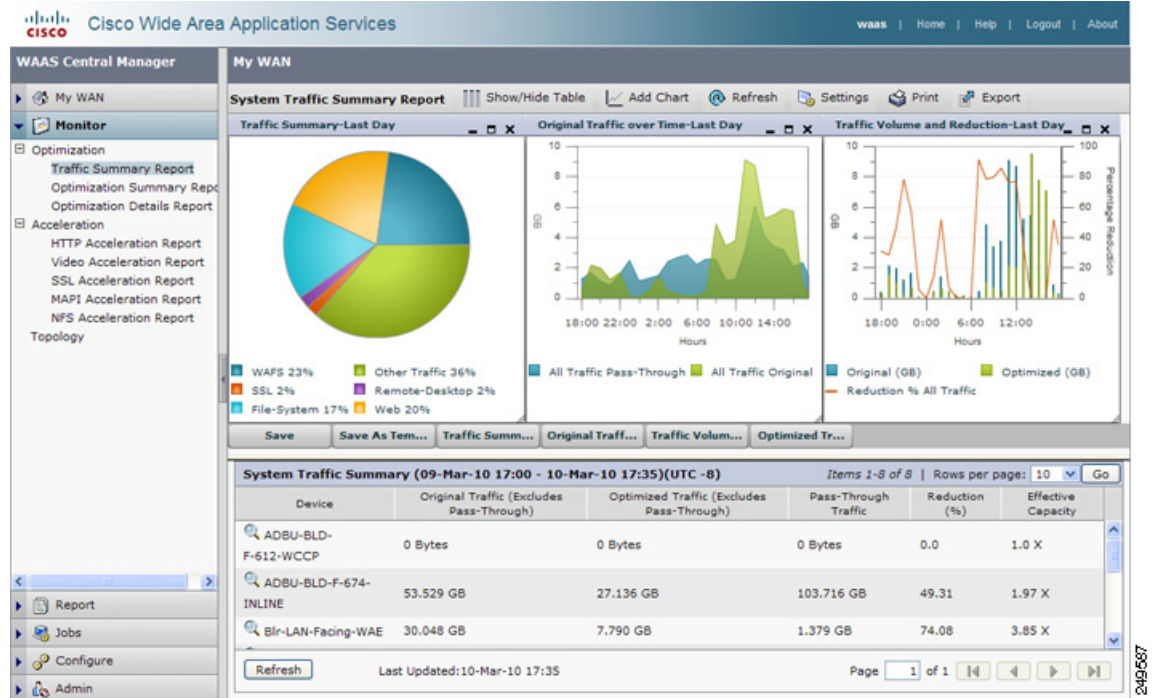 CISCO
Cisco Wide Area Application Services
waas | Home | Help | Logout | About
WAAS Central Manager
My WAN
Monitor
Optimization
Traffic Summary Report
Optimization Summary Repo
Optimization Details Report
Acceleration
HTTP Acceleration Report
Video Acceleration Report
SSL Acceleration Report
MAPI Acceleration Report
NFS Acceleration Report
Topology
Report
Jobs
Configure
Admin
My WAN
System Traffic Summary Report Show/Hide Table Add Chart Refresh Settings Print Export
Traffic Summary-Last Day
WAFS 23% Other Traffic 36%
SSL 2% Remote-Desktop 2%
File-System 17% Web 20%
Original Traffic over Time-Last Day
10
8
6
4
2
0
GB
18:00 22:00 2:00 6:00 10:00 14:00
Hours
All Traffic Pass-Through All Traffic Original
Traffic Volume and Reduction-Last Day
10 100
8 80
6 60
4 40
2 20
0 0
GB
Percentage Reduction
18:00 0:00 6:00 12:00
Hours
Original (GB) Optimized (GB)
Reduction % All Traffic
Save Save As Tem... Traffic Summ... Original Traff... Traffic Volum... Optimized Tr...
System Traffic Summary (09-Mar-10 17:00 - 10-Mar-10 17:35)(UTC -8) Items 1-8 of 8 | Rows per page: 10 Go
Device Original Traffic (Excludes Pass-Through) Optimized Traffic (Excludes Pass-Through) Pass-Through Traffic Reduction (%) Effective Capacity
ADBU-BLD-F-612-WCCP 0 Bytes 0 Bytes 0 Bytes 0.0 1.0 X
ADBU-BLD-F-674-INLINE 53.529 GB 27.136 GB 103.716 GB 49.31 1.97 X
Blr-LAN-Facing-WAE 30.048 GB 7.790 GB 1.379 GB 74.08 3.85 X
Refresh Last Updated:10-Mar-10 17:35 Page 1 of 1
249587